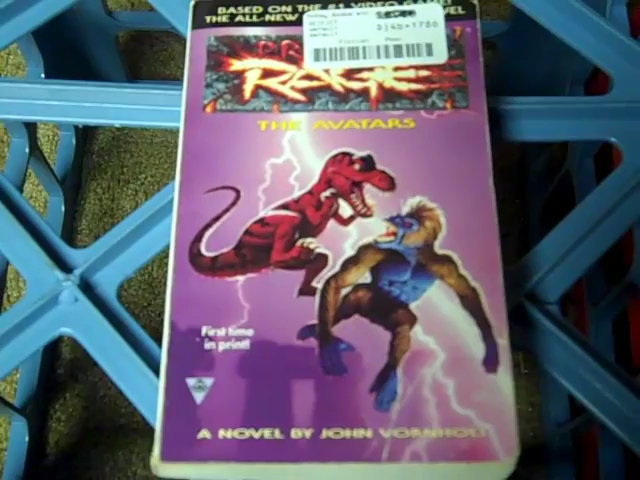 BASED ON THE #1 VIDEO GAME
THE ALL-NEW
RAGE
THE AVATARS
First time
in print!
A NOVEL BY JOHN VORNHOLT